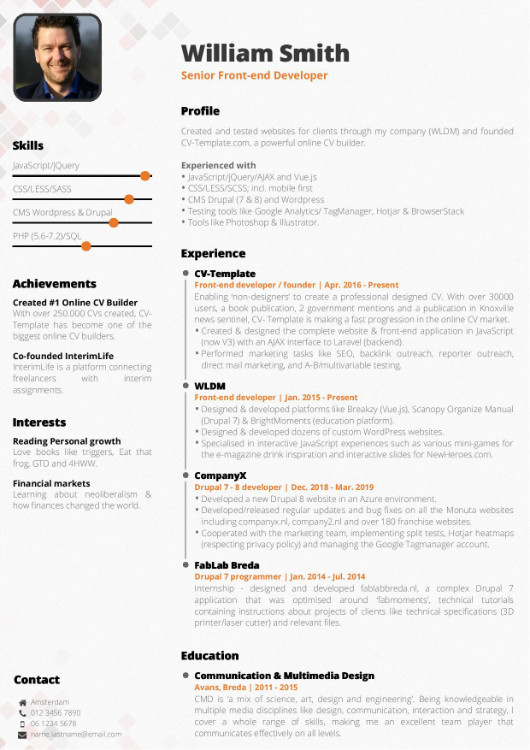 William Smith
Senior Front-end Developer
Skills
JavaScript/jQuery
CSS/LESS/SASS
CMS Wordpress & Drupal
PHP (5.6-7.2)/SQL
Achievements
Created #1 Online CV Builder
With over 250.000 CVs created, CV-
Template has become one of the
biggest online CV builders.
Co-founded InterimLife
InterimLife is a platform connecting
freelancers with interim
assignments.
Interests
Reading Personal growth
Love books like triggers, Eat that
frog, GTD and 4HWW.
Financial markets
Learning about neoliberalism &
how finances changed the world.
Contact
Amsterdam
012 3456 7890
06 1234 5678
name.lastname@email.com
Profile
Created and tested websites for clients through my company (WLDM) and founded
CV-Template.com, a powerful online CV builder.
Experienced with
• JavaScript/jQuery/AJAX and Vue.js
• CSS/LESS/SCSS; incl. mobile first
• CMS Drupal (7 & 8) and Wordpress
• Testing tools like Google Analytics/ TagManager, Hotjar & BrowserStack
• Tools like Photoshop & Illustrator.
Experience
CV-Template
Front-end developer / founder | Apr. 2016 - Present
Enabling 'non-designers' to create a professional designed CV. With over 30000
users, a book publication, 2 government mentions and a publication in Knoxville
news sentinel, CV- Template is making a fast progression in the online CV market.
• Created & designed the complete website & front-end application in JavaScript
(now V3) with an AJAX interface to Laravel (backend).
• Performed marketing tasks like SEO, backlink outreach, reporter outreach,
direct mail marketing, and A-B/multivariable testing.
WLDM
Front-end developer | Jan. 2015 - Present
• Designed & developed platforms like Breakzy (Vue.js), Scanopy Organize Manual
(Drupal 7) & BrightMoments (education platform).
• Designed & developed dozens of custom WordPress websites.
• Specialised in interactive JavaScript experiences such as various mini-games for
the e-magazine drink inspiration and interactive slides for NewHeroes.com.
CompanyX
Drupal 7 - 8 developer | Dec. 2018 - Mar. 2019
• Developed a new Drupal 8 website in an Azure environment.
• Developed/released regular updates and bug fixes on all the Monuta websites
including companyx.nl, company2.nl and over 180 franchise websites.
• Cooperated with the marketing team, implementing split tests, Hotjar heatmaps
(respecting privacy policy) and managing the Google Tagmanager account.
FabLab Breda
Drupal 7 programmer | Jan. 2014 - Jul. 2014
Internship - designed and developed fablabbreda.nl, a complex Drupal 7
application that was optimised around 'fabmoments', technical tutorials
containing instructions about projects of clients like technical specifications (3D
printer/laser cutter) and relevant files.
Education
Communication & Multimedia Design
Avans, Breda | 2011 - 2015
CMD is 'a mix of science, art, design and engineering'. Being knowledgeable in
multiple media disciplines like design, communication, interaction and strategy, I
cover a whole range of skills, making me an excellent team player that
communicates effectively on all levels.